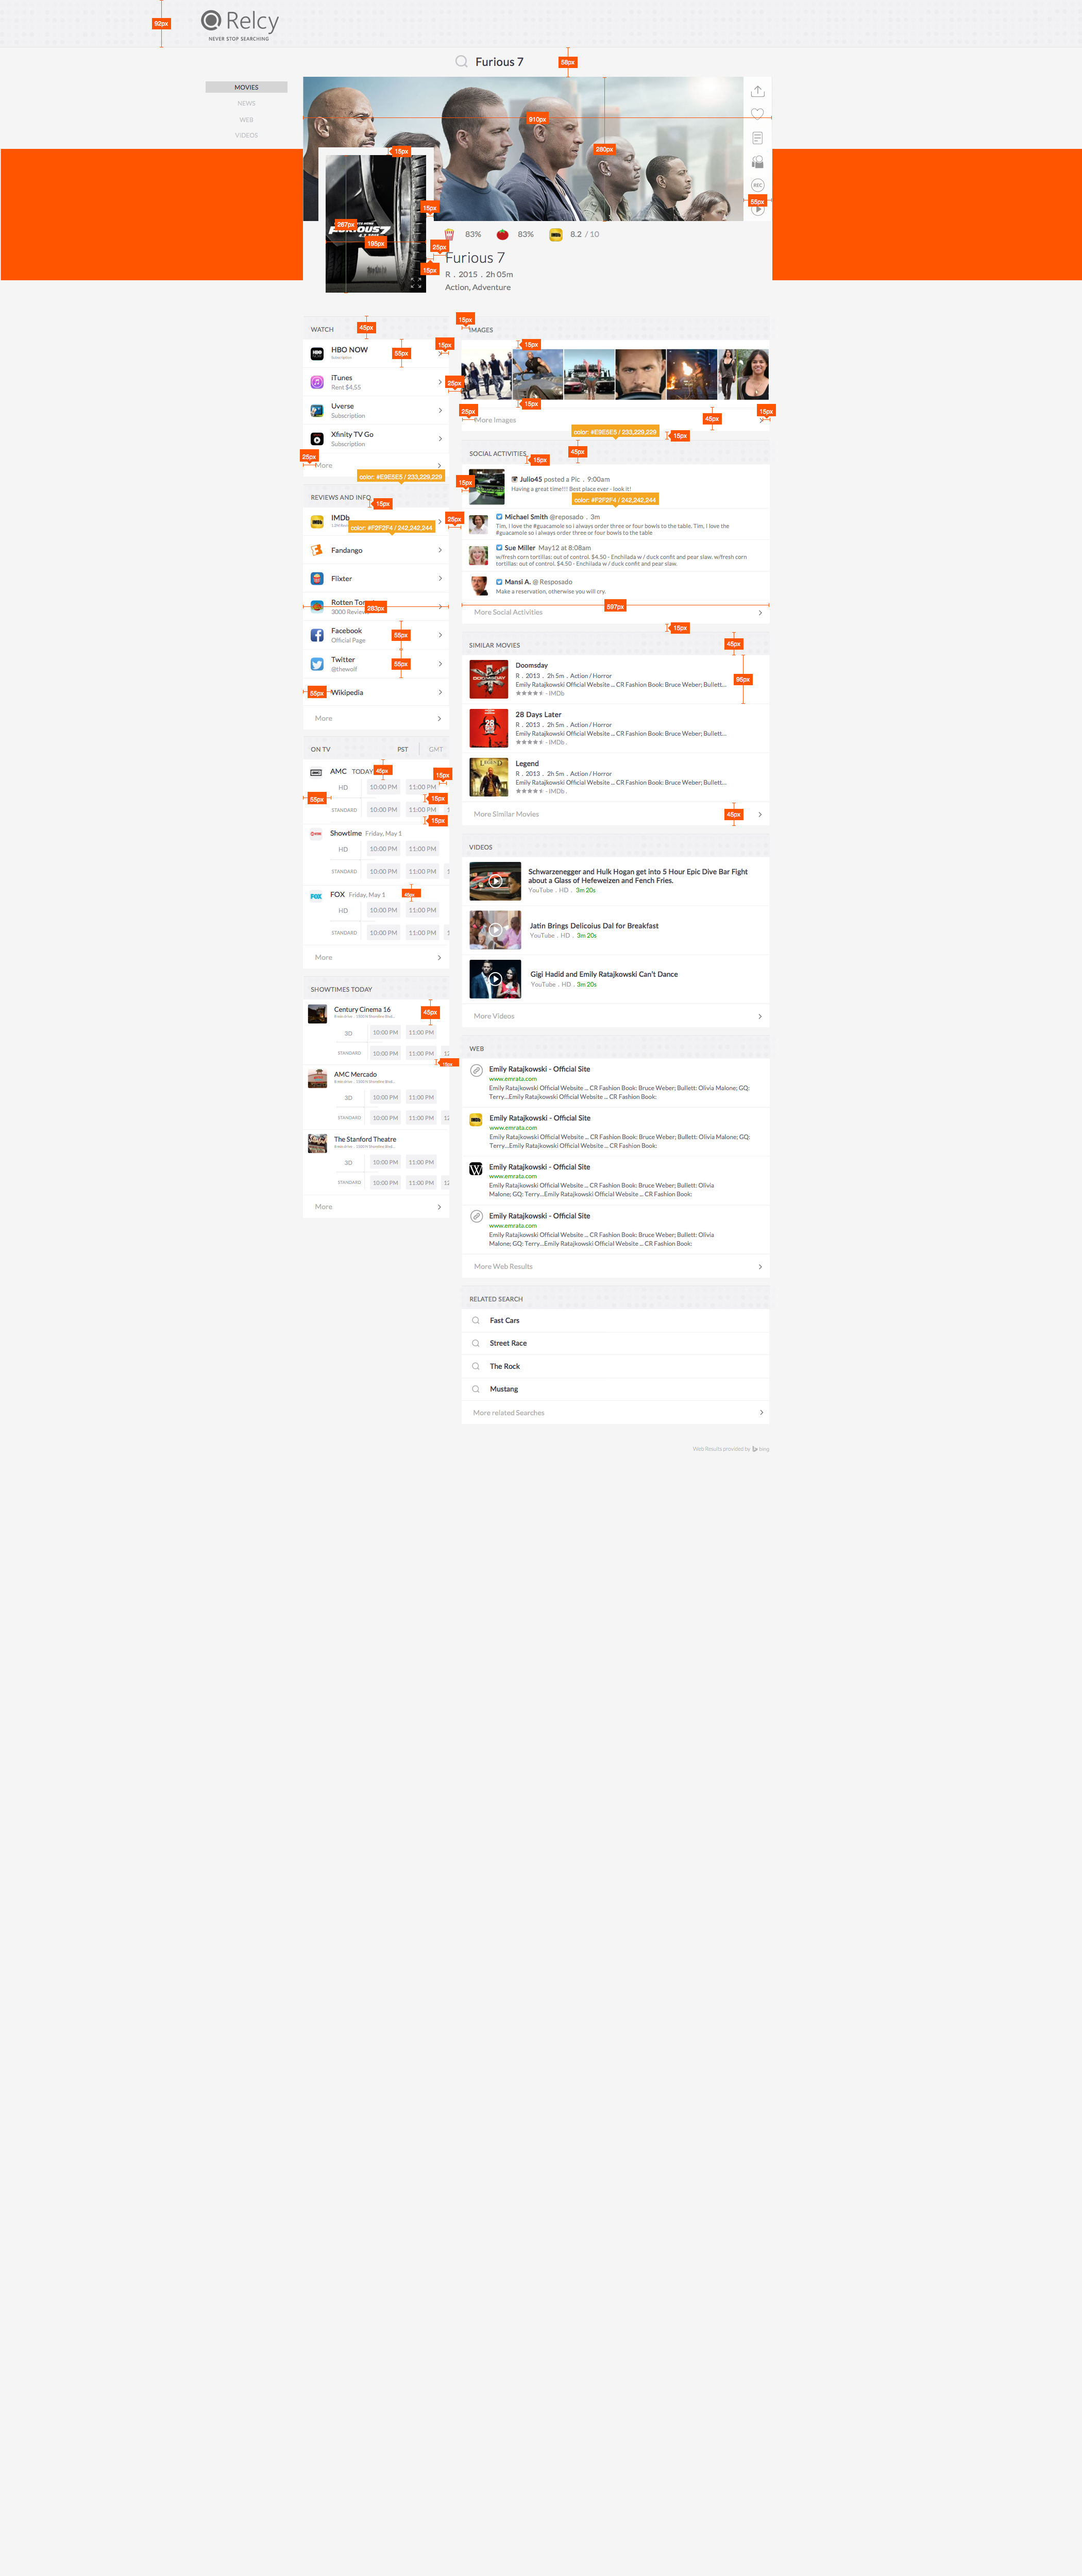 92px
Relcy
NEVER STOP SEARCHING
Furious 7
58px
MOVIES
NEWS
WEB
VIDEOS
910px
280px
15px
15px
REC
55px
267px
195px
FURIOUS7
25px
15px
83%
83%
8.2 / 10
Furious 7
R . 2015 . 2h 05m
Action, Adventure
WATCH
45px
HBO NOW
Subscription
55px
15px
iTunes
Rent $4,55
25px
Uverse
Subscription
Xfinity TV Go
Subscription
25px
More
color: #E9E5E5 / 233,229,229
REVIEWS AND INFO
15px
IMDb
color: #F2F2F4 / 242,242,244
25px
Fandango
Flixter
Rotten
3000
283px
Facebook
Official Page
55px
Twitter
@thewolf
55px
55px
Wikipedia
More
ON TV
PST
GMT
AMC TODAY
45px
15px
HD
10:00 PM
11:00 PM
55px
15px
STANDARD
10:00 PM
11:00 PM
15px
Showtime Friday, May 1
HD
10:00 PM
11:00 PM
STANDARD
10:00 PM
11:00 PM
FOX Friday, May 1
HD
10:00 PM
11:00 PM
STANDARD
10:00 PM
11:00 PM
More
SHOWTIMES TODAY
Century Cinema 16
45px
3D
10:00 PM
11:00 PM
STANDARD
10:00 PM
11:00 PM
12
AMC Mercado
3D
10:00 PM
11:00 PM
STANDARD
10:00 PM
11:00 PM
12
The Stanford Theatre
3D
10:00 PM
11:00 PM
STANDARD
10:00 PM
11:00 PM
12
More
15px
IMAGES
15px
15px
25px
More Images
45px
15px
color: #E9E5E5 / 233,229,229
15px
SOCIAL ACTIVITIES
15px
45px
15px
Julio45 posted a Pic . 9:00am
Having a great time!!! Best place ever - look it!
color: #F2F2F4 / 242,242,244
Michael Smith @reposado . 3m
Tim, I love the #guacamole so i always order three or four bowls to the table. Tim, I love the
#guacamole so i always order three or four bowls to the table
Sue Miller May12 at 8:08am
w/fresh corn tortillas: out of control. $4.50 - Enchilada w / duck confit and pear slaw. w/fresh corn
tortillas: out of control. $4.50 - Enchilada w / duck confit and pear slaw.
Mansi A. @ Resposado
Make a reservation, otherwise you will cry.
597px
More Social Activities
15px
SIMILAR MOVIES
45px
Doomsday
R . 2013 . 2h 5m . Action / Horror
Emily Ratajkowski Official Website ... CR Fashion Book: Bruce Weber; Bullett...
- IMDb
95px
28 Days Later
R . 2013 . 2h 5m . Action / Horror
Emily Ratajkowski Official Website ... CR Fashion Book: Bruce Weber; Bullett...
- IMDb .
Legend
R . 2013 . 2h 5m . Action / Horror
Emily Ratajkowski Official Website ... CR Fashion Book: Bruce Weber; Bullett...
- IMDb .
More Similar Movies
45px
VIDEOS
Schwarzenegger and Hulk Hogan get into 5 Hour Epic Dive Bar Fight
about a Glass of Hefeweizen and Fench Fries.
YouTube . HD . 3m 20s
Jatin Brings Delicoius Dal for Breakfast
YouTube . HD . 3m 20s
Gigi Hadid and Emily Ratajkowski Can't Dance
YouTube . HD . 3m 20s
More Videos
WEB
Emily Ratajkowski - Official Site
www.emrata.com
Emily Ratajkowski Official Website ... CR Fashion Book: Bruce Weber; Bullett: Olivia Malone; GQ:
Terry...Emily Ratajkowski Official Website ... CR Fashion Book:
Emily Ratajkowski - Official Site
www.emrata.com
Emily Ratajkowski Official Website ... CR Fashion Book: Bruce Weber; Bullett: Olivia Malone; GQ:
Terry...Emily Ratajkowski Official Website ... CR Fashion Book:
Emily Ratajkowski - Official Site
www.emrata.com
Emily Ratajkowski Official Website ... CR Fashion Book: Bruce Weber; Bullett: Olivia
Malone; GQ: Terry...Emily Ratajkowski Official Website ... CR Fashion Book:
Emily Ratajkowski - Official Site
www.emrata.com
Emily Ratajkowski Official Website ... CR Fashion Book: Bruce Weber; Bullett: Olivia
Malone; GQ: Terry...Emily Ratajkowski Official Website ... CR Fashion Book:
More Web Results
RELATED SEARCH
Fast Cars
Street Race
The Rock
Mustang
More related Searches
Web Results provided by bing